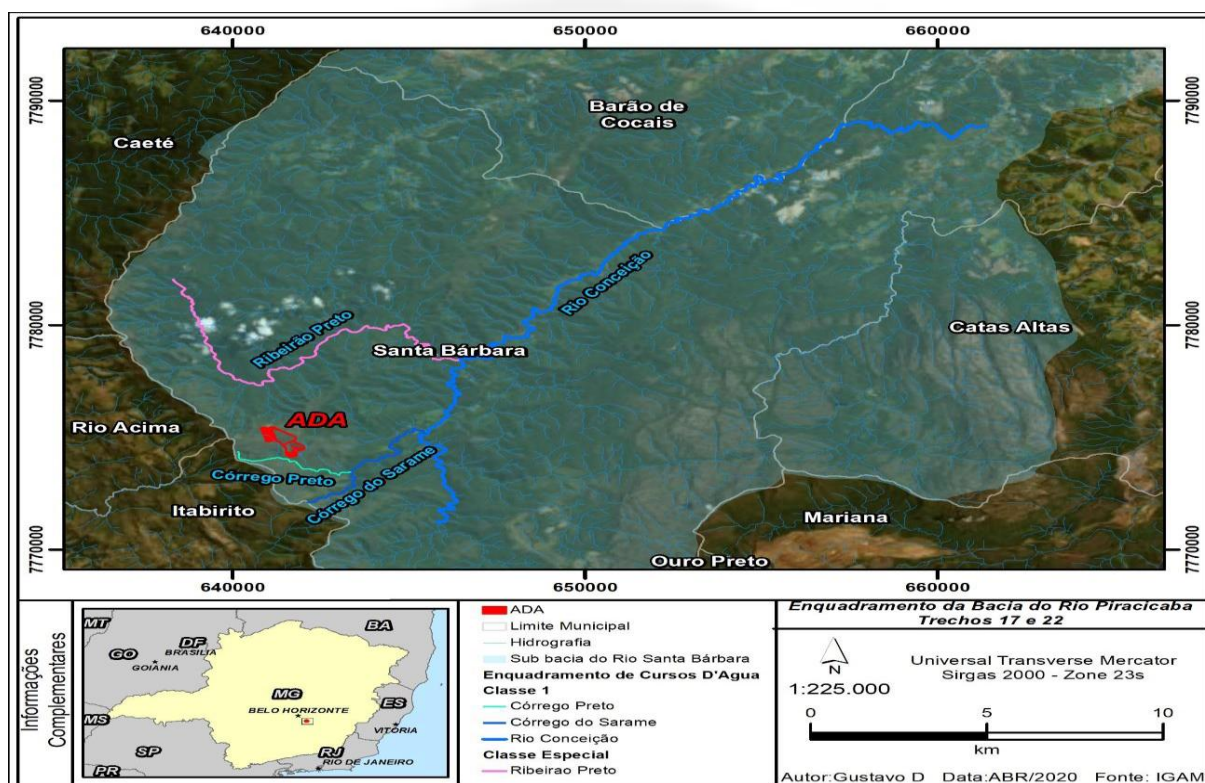 640000
650000
660000
7790000
7790000
Barão de
Cocais
Caeté
Rio Conceição
7780000
7780000
Ribeirão Preto
Catas Altas
Santa Bárbara
ADA
Rio Acima
Córrego do Sarame
Córrego Preto
Itabirito
Mariana
Ouro Preto
7770000
7770000
640000
650000
660000
Informações
Complementares
MT
BA
DF
GO
BRASILIA
GOIÂNIA
MG
BELO HORIZONTE
ES
MS
VITÓRIA
SP
RJ
RIO DE JANEIRO
PR
ADA
Limite Municipal
Hidrografia
Sub bacia do Rio Santa Bárbara
Enquadramento de Cursos D'Agua
Classe 1
Córrego Preto
Córrego do Sarame
Rio Conceição
Classe Especial
Ribeirao Preto
Enquadramento da Bacia do Rio Piracicaba
Trechos 17 e 22
N
1:225.000
Universal Transverse Mercator
Sirgas 2000 - Zone 23s
0 5 10
km
Autor:Gustavo D Data:ABR/2020 Fonte: IGAM